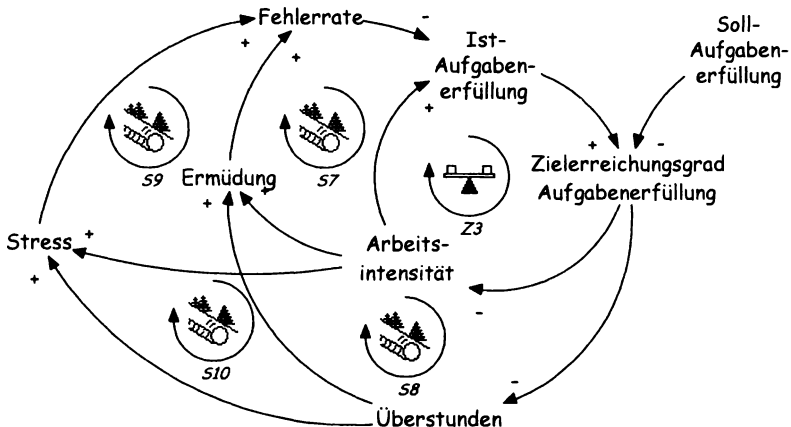 Fehlerrate
-
+
+
Ist-
Aufgaben-
erfüllung
+
Soll-
Aufgaben-
erfüllung
+
-
Zielerreichungsgrad
Aufgabenerfüllung
S9
S7
Z3
Ermüdung
+
+
Stress
+
+
Arbeits-
intensität
-
S10
S8
-
Überstunden